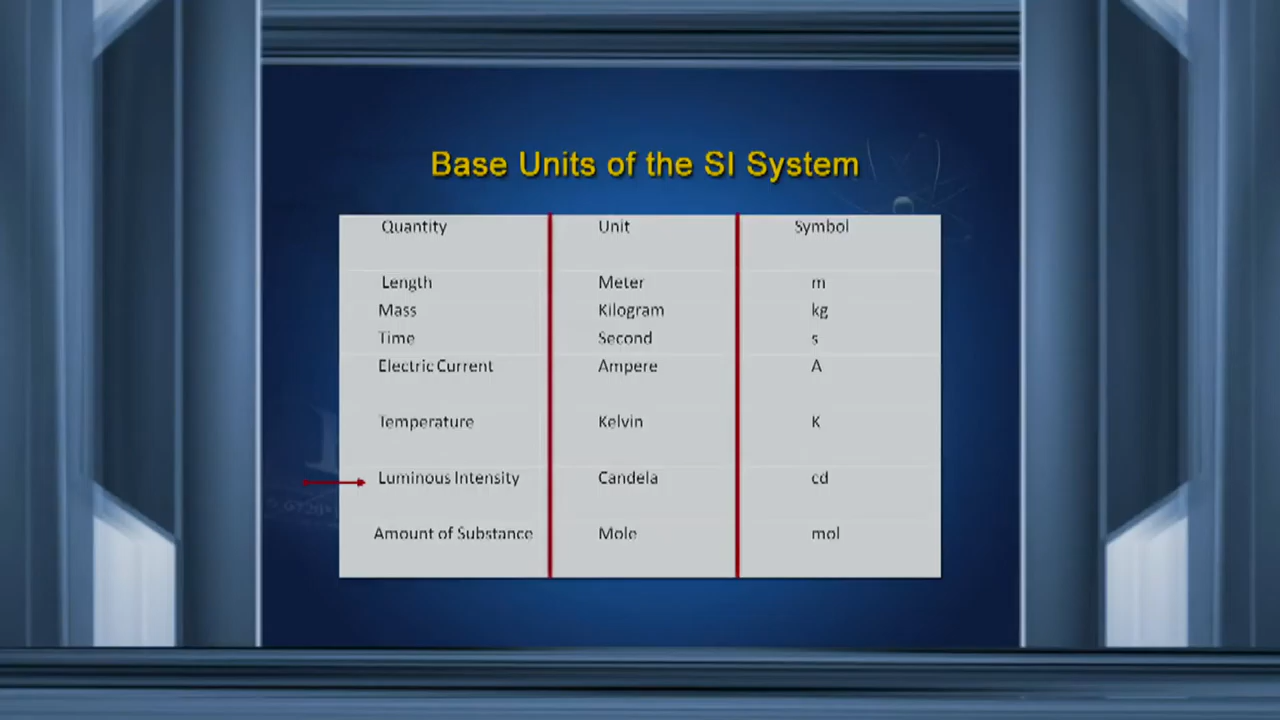 Base Units of the SI System
Quantity Unit Symbol
Length Meter m
Mass Kilogram kg
Time Second s
Electric Current Ampere A
Temperature Kelvin K
Luminous Intensity Candela cd
Amount of Substance Mole mol